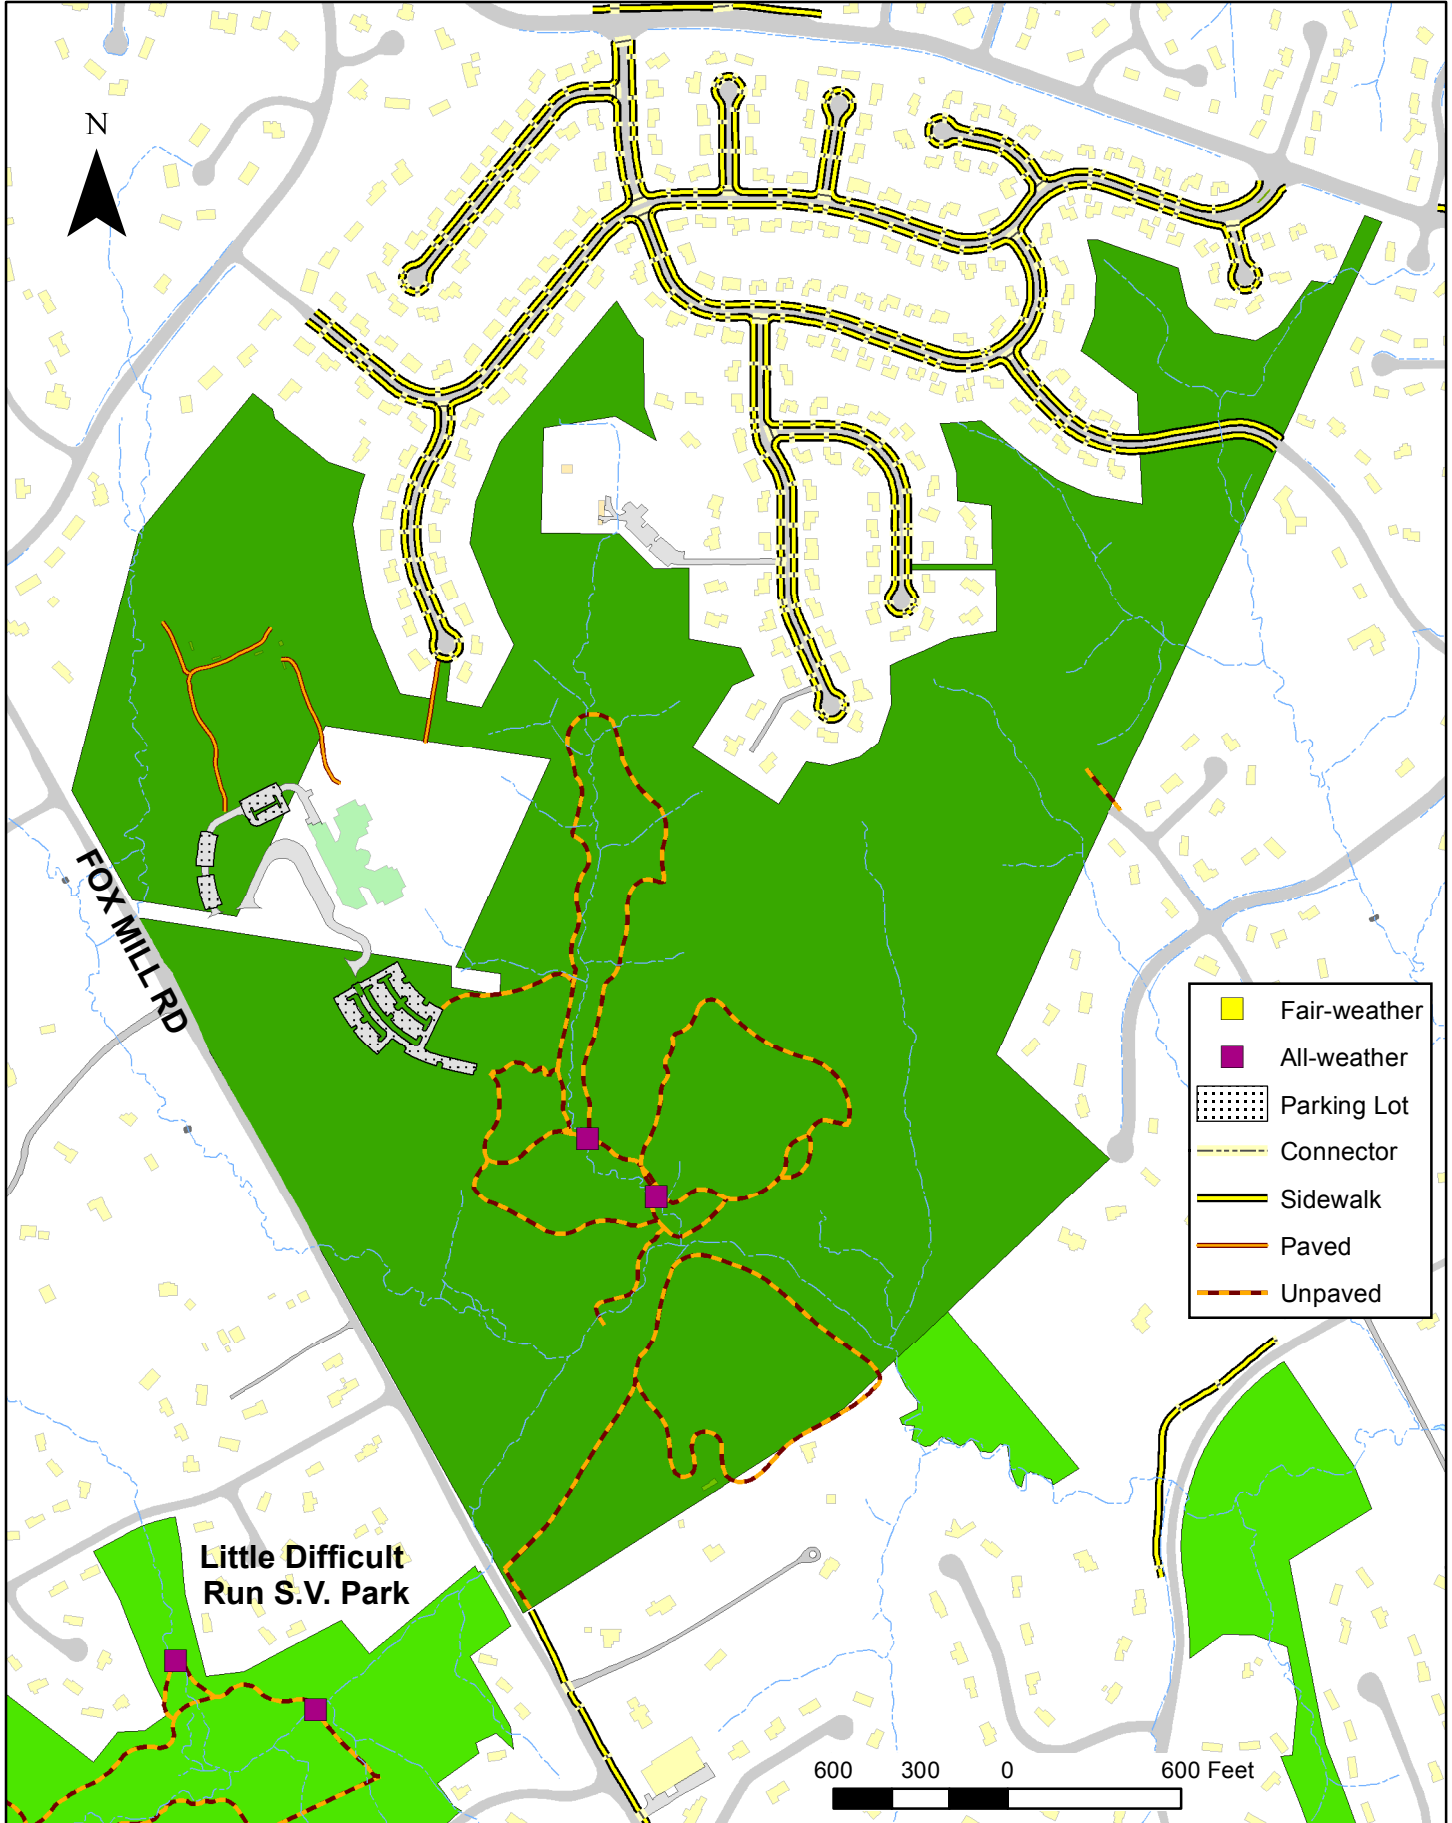 N
FOX MILL RD
Fair-weather
All-weather
Parking Lot
Connector
Sidewalk
Paved
Unpaved
Little Difficult
Run S.V. Park
600 300 0 600 Feet